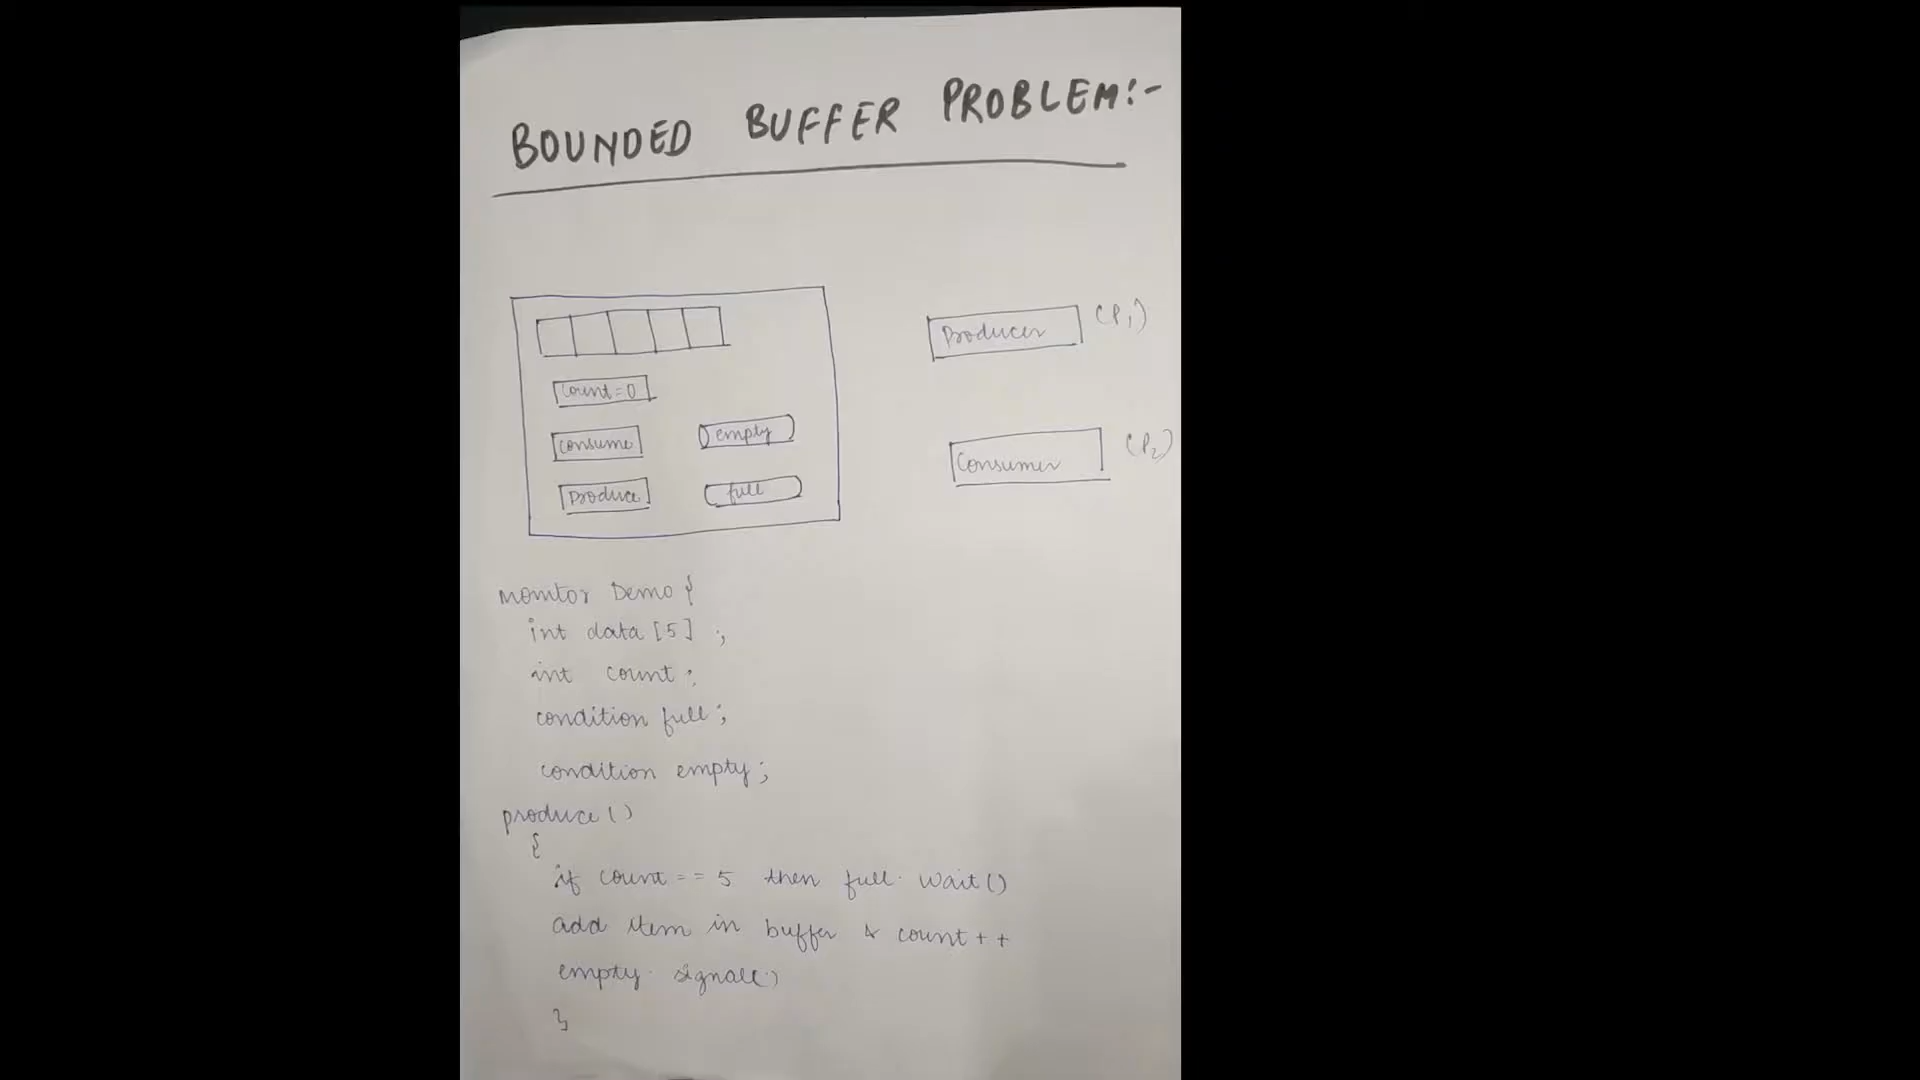 BOUNDED BUFFER PROBLEM:-
Producer (P1)
count=0
consume
empty
Consumer (P2)
produce
full
monitor Demo {
int data [5] ;
int count ;
condition full ;
condition empty ;
produce ()
{
if count == 5 then full. wait ()
add item in buffer & count + +
empty. signal()
}